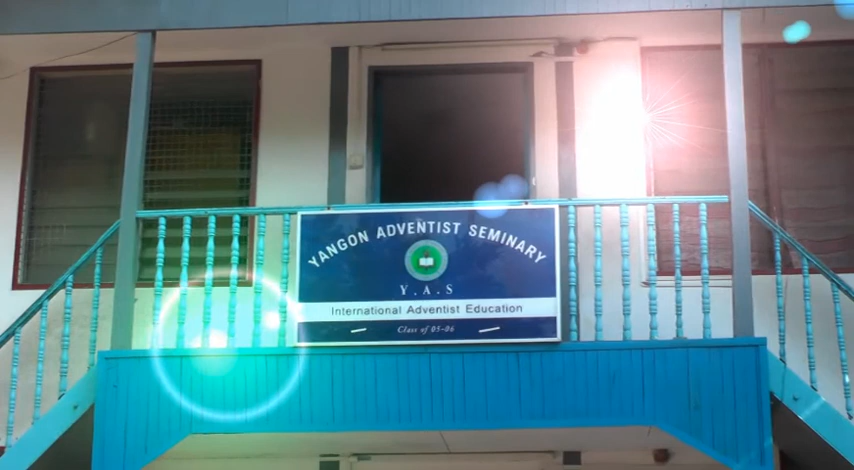 YANGON ADVENTIST SEMINARY
Y.A.S
International Adventist Education
Class of 05-06